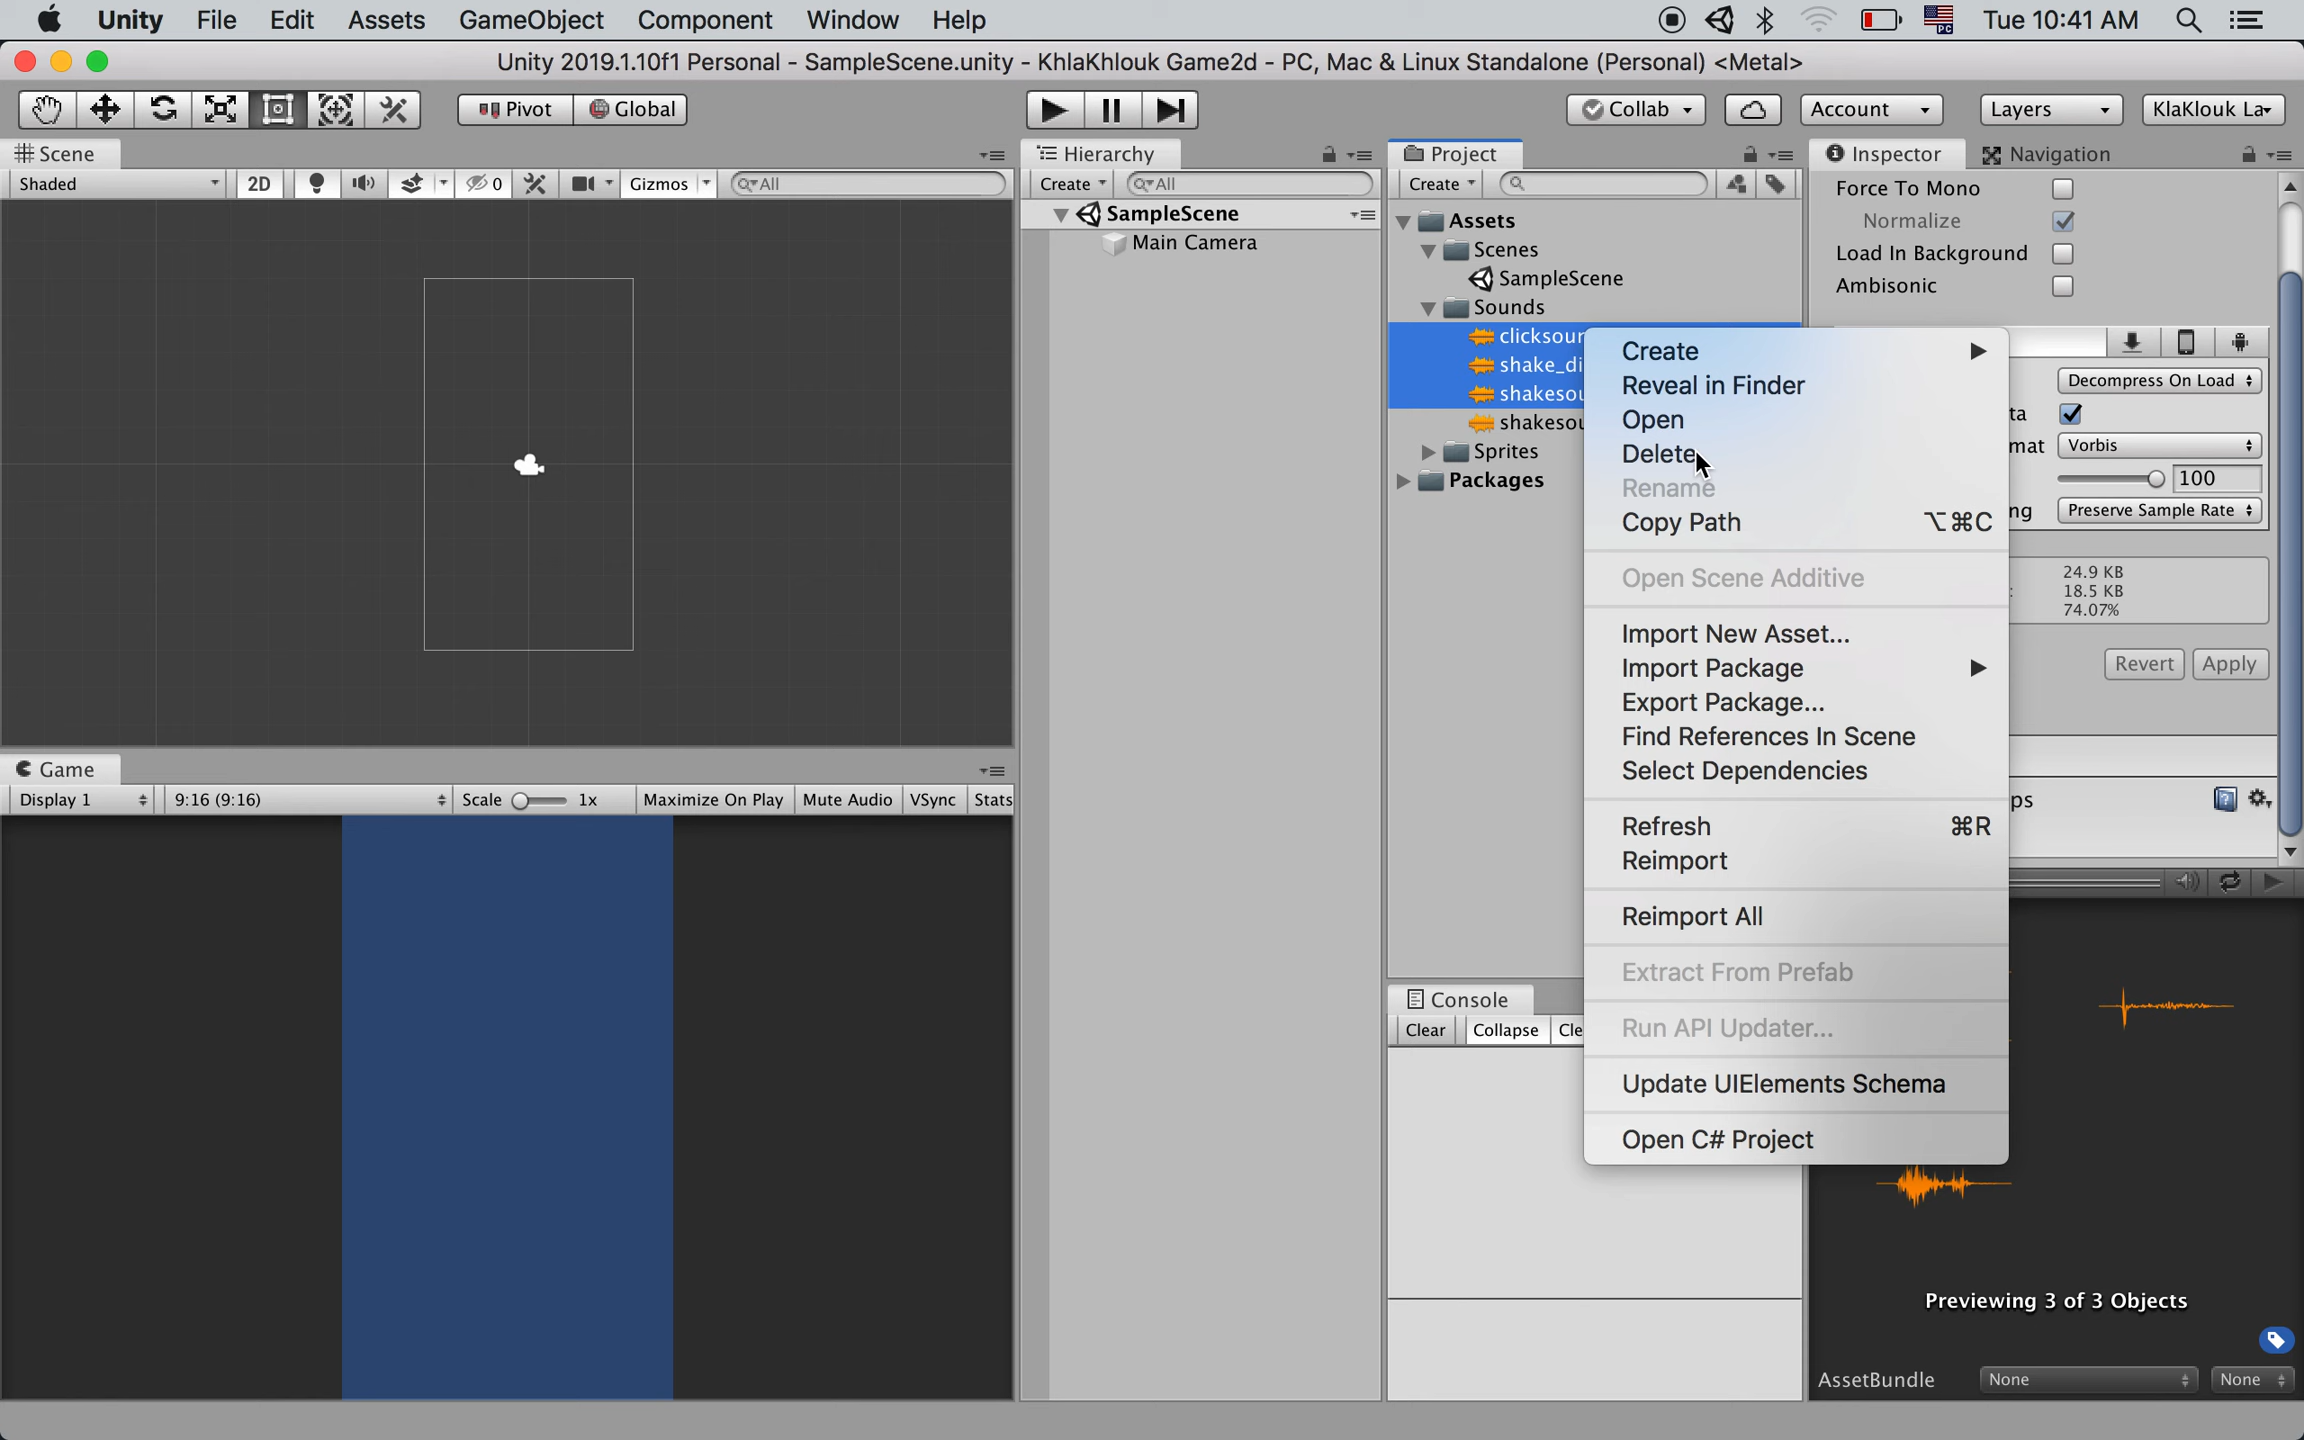 Unity File Edit Assets GameObject Component Window Help Tue 10:41 AM
Unity 2019.1.10f1 Personal - SampleScene.unity - KhlaKhlouk Game2d - PC, Mac & Linux Standalone (Personal) <Metal>
Pivot Global Collab Account Layers KlaKlouk La
Scene
Shaded 2D 0 Gizmos All
Hierarchy
Create All
SampleScene
Main Camera
Project
Create
Assets
Scenes
SampleScene
Sounds
clicksour
shake_di
shakesou
shakesou
Sprites
Packages
Create
Reveal in Finder
Open
Delete
Rename
Copy Path ⌥⌘C
Open Scene Additive
Import New Asset...
Import Package
Export Package...
Find References In Scene
Select Dependencies
Refresh ⌘R
Reimport
Reimport All
Extract From Prefab
Run API Updater...
Update UIElements Schema
Open C# Project
Inspector Navigation
Force To Mono
Normalize
Load In Background
Ambisonic
Decompress On Load
ta
mat Vorbis
100
ng Preserve Sample Rate
24.9 KB
18.5 KB
74.07%
Revert Apply
ps
Game
Display 1 9:16 (9:16) Scale 1x Maximize On Play Mute Audio VSync Stats
Console
Clear Collapse Cle
Previewing 3 of 3 Objects
AssetBundle None None